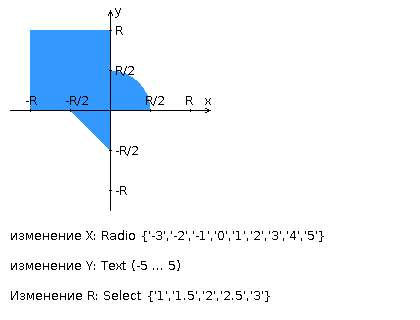 y
R
R/2
-R -R/2 R/2 R x
-R/2
-R
изменение X: Radio {'-3','-2','-1','0','1','2','3','4','5'}
изменение Y: Text (-5 ... 5)
Изменение R: Select {'1','1.5','2','2.5','3'}